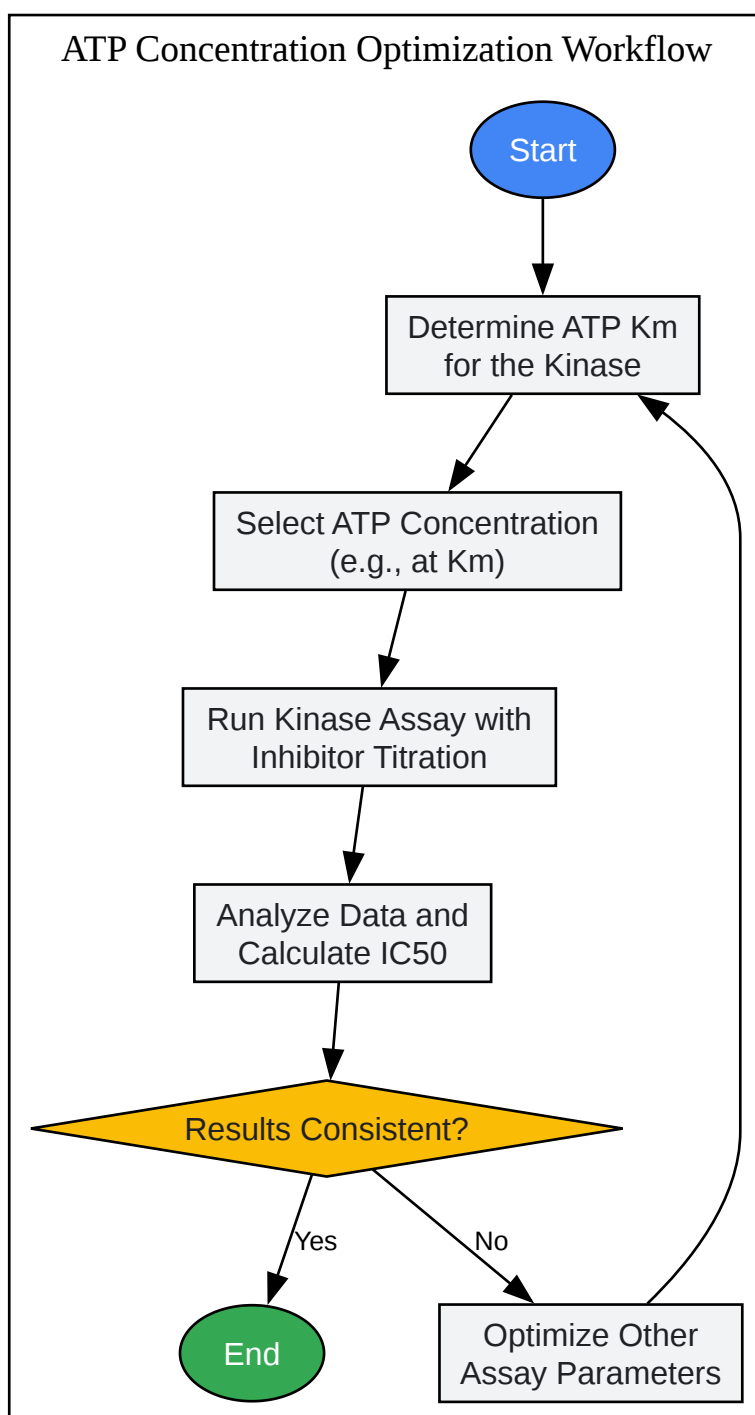 ATP Concentration Optimization Workflow
Start
Determine ATP Km
for the Kinase
Select ATP Concentration
(e.g., at Km)
Run Kinase Assay with
Inhibitor Titration
Analyze Data and
Calculate IC50
Results Consistent?
Yes
No
End
Optimize Other
Assay Parameters